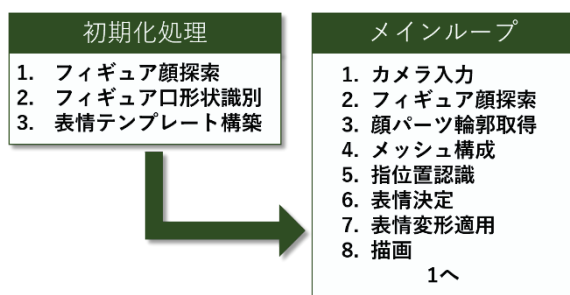 初期化処理
1. フィギュア顔探索
2. フィギュア口形状識別
3. 表情テンプレート構築
メインループ
1. カメラ入力
2. フィギュア顔探索
3. 顔パーツ輪郭取得
4. メッシュ構成
5. 指位置認識
6. 表情決定
7. 表情変形適用
8. 描画
1へ